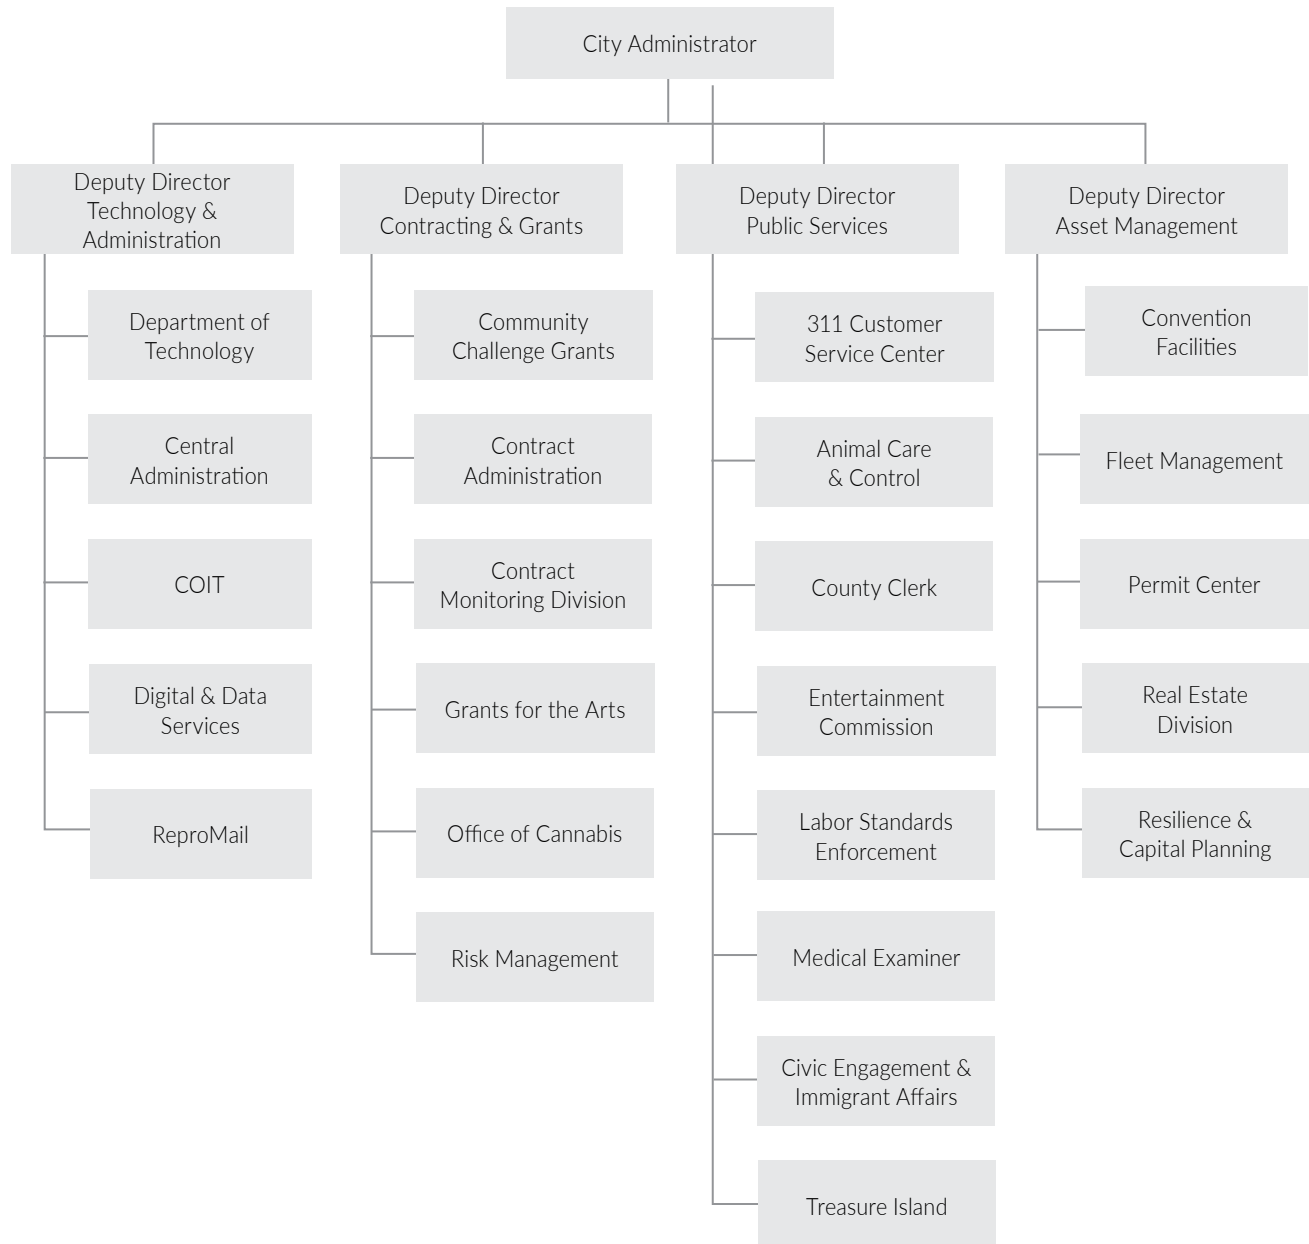 City Administrator
Deputy Director
Technology &
Administration
Deputy Director
Contracting & Grants
Deputy Director
Public Services
Deputy Director
Asset Management
Department of
Technology
Central
Administration
COIT
Digital & Data
Services
ReproMail
Community
Challenge Grants
Contract
Administration
Contract
Monitoring Division
Grants for the Arts
Office of Cannabis
Risk Management
311 Customer
Service Center
Animal Care
& Control
County Clerk
Entertainment
Commission
Labor Standards
Enforcement
Medical Examiner
Civic Engagement &
Immigrant Affairs
Treasure Island
Convention
Facilities
Fleet Management
Permit Center
Real Estate
Division
Resilience &
Capital Planning